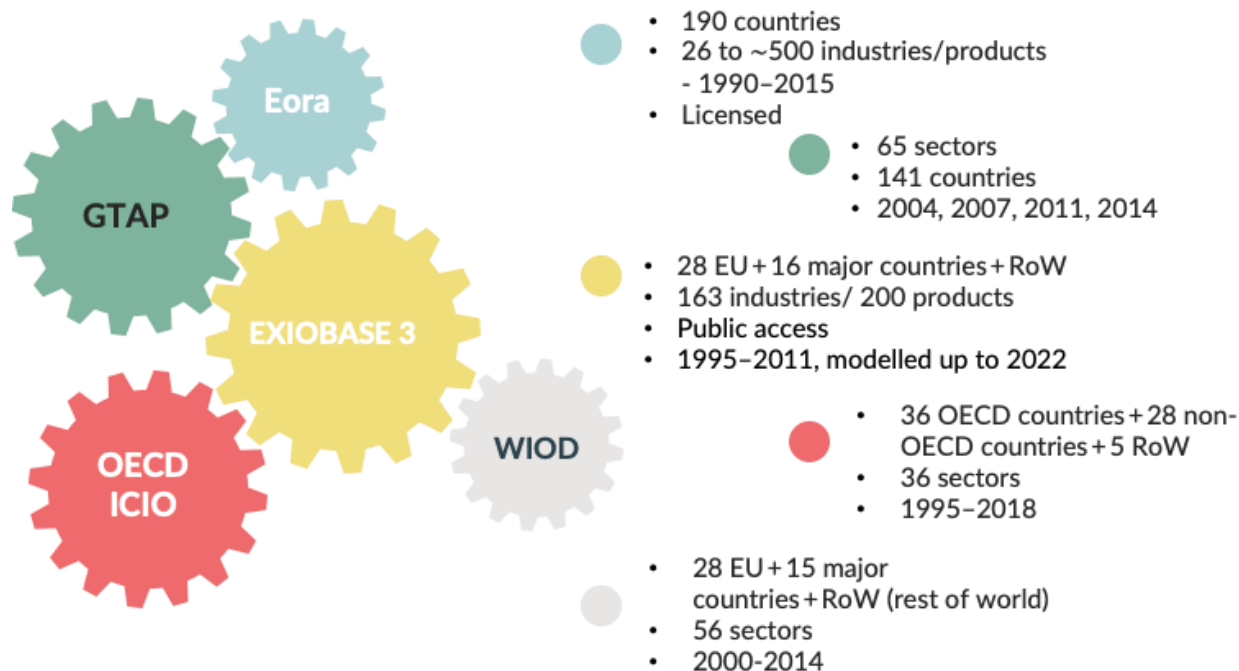 Eora
GTAP
EXIOBASE 3
OECD
ICIO
WIOD
• 190 countries
• 26 to ~500 industries/products
- 1990–2015
• Licensed
• 65 sectors
• 141 countries
• 2004, 2007, 2011, 2014
• 28 EU + 16 major countries + RoW
• 163 industries/ 200 products
• Public access
• 1995–2011, modelled up to 2022
• 36 OECD countries + 28 non-
OECD countries + 5 RoW
• 36 sectors
• 1995–2018
• 28 EU + 15 major
countries + RoW (rest of world)
• 56 sectors
• 2000-2014